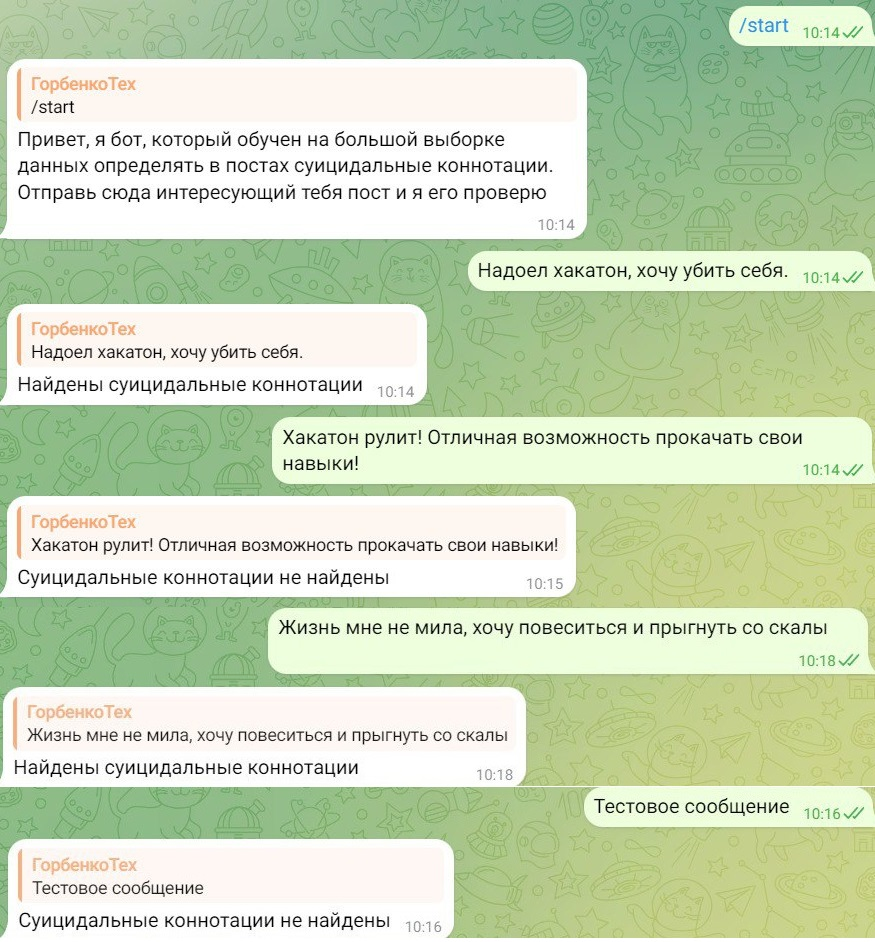 /start 10:14
ГорбенкоТех
/start
Привет, я бот, который обучен на большой выборке
данных определять в постах суицидальные коннотации.
Отправь сюда интересующий тебя пост и я его проверю
10:14
Надоел хакатон, хочу убить себя. 10:14
ГорбенкоТех
Надоел хакатон, хочу убить себя.
Найдены суицидальные коннотации 10:14
Хакатон рулит! Отличная возможность прокачать свои
навыки! 10:14
ГорбенкоТех
Хакатон рулит! Отличная возможность прокачать свои навыки!
Суицидальные коннотации не найдены 10:15
Жизнь мне не мила, хочу повеситься и прыгнуть со скалы
10:18
ГорбенкоТех
Жизнь мне не мила, хочу повеситься и прыгнуть со скалы
Найдены суицидальные коннотации 10:18
Тестовое сообщение 10:16
ГорбенкоТех
Тестовое сообщение
Суицидальные коннотации не найдены 10:16